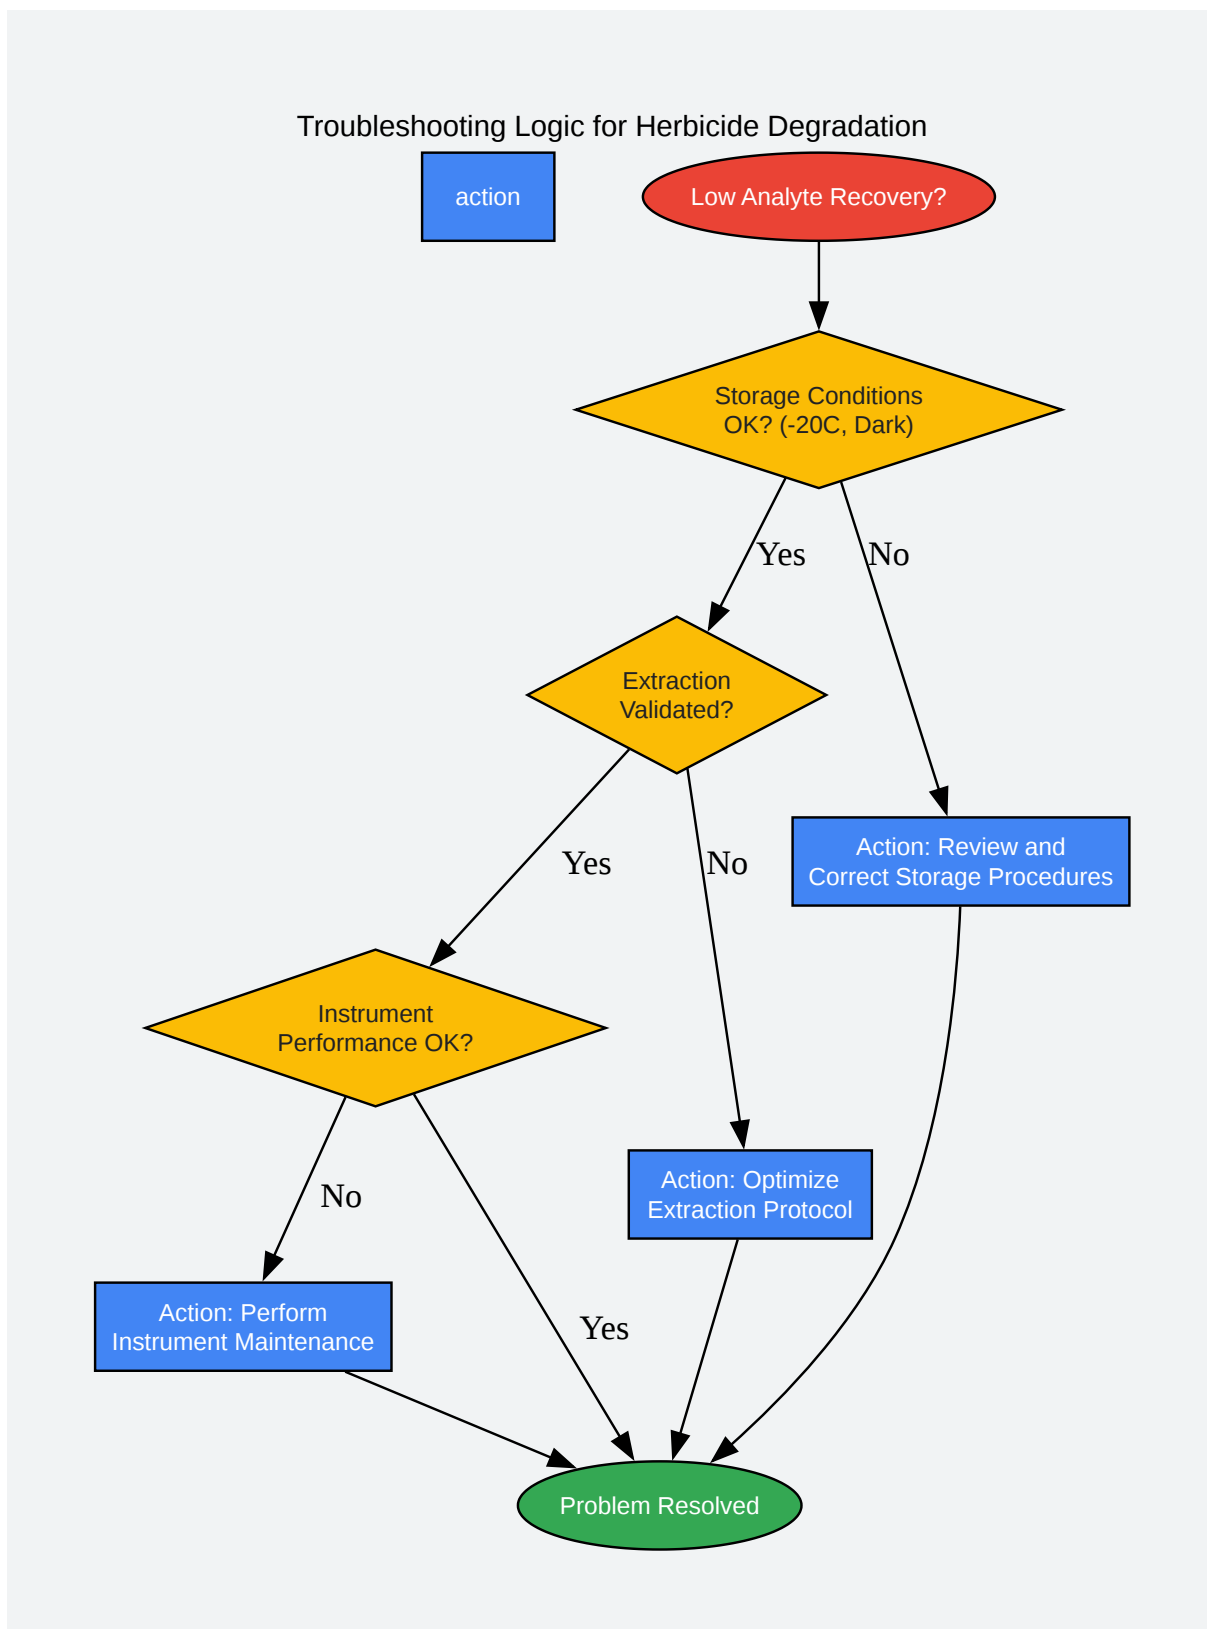 Troubleshooting Logic for Herbicide Degradation
action
Low Analyte Recovery?
Storage Conditions
OK? (-20C, Dark)
Yes
No
Extraction
Validated?
Yes
No
Action: Review and
Correct Storage Procedures
Instrument
Performance OK?
No
Yes
Action: Optimize
Extraction Protocol
Action: Perform
Instrument Maintenance
Problem Resolved